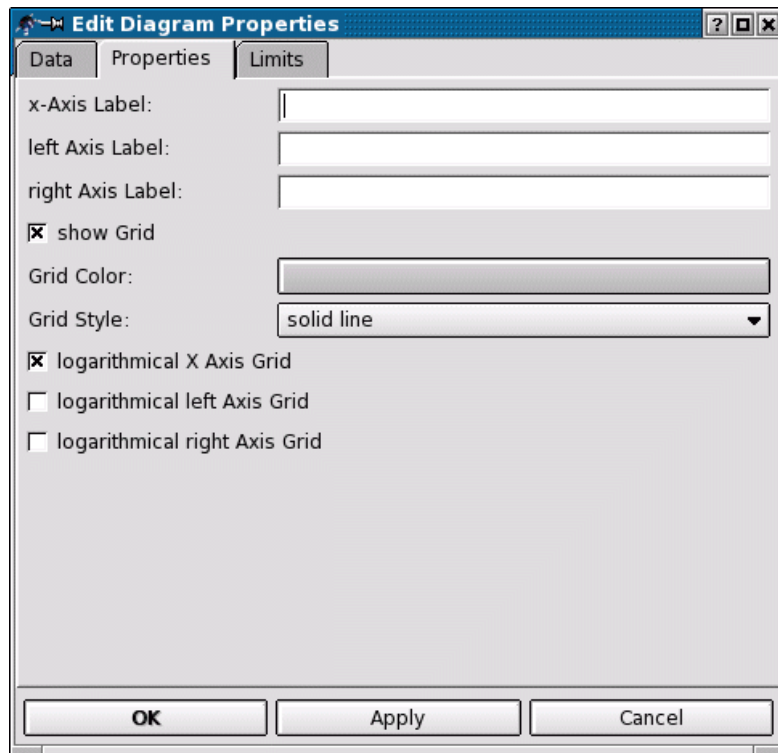 Edit Diagram Properties
Data Properties Limits
x-Axis Label:
left Axis Label:
right Axis Label:
show Grid
Grid Color:
Grid Style: solid line
logarithmical X Axis Grid
logarithmical left Axis Grid
logarithmical right Axis Grid
OK Apply Cancel